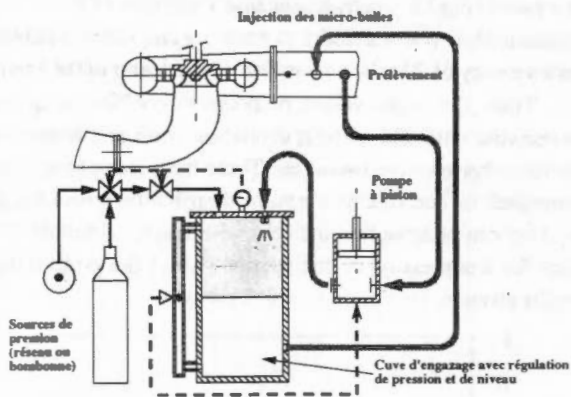 Injection des micro-bulles
Prélèvement
Pompe
à piston
Sources de
pression
(réseau ou
bombonne)
Cuve d'engazage avec régulation
de pression et de niveau